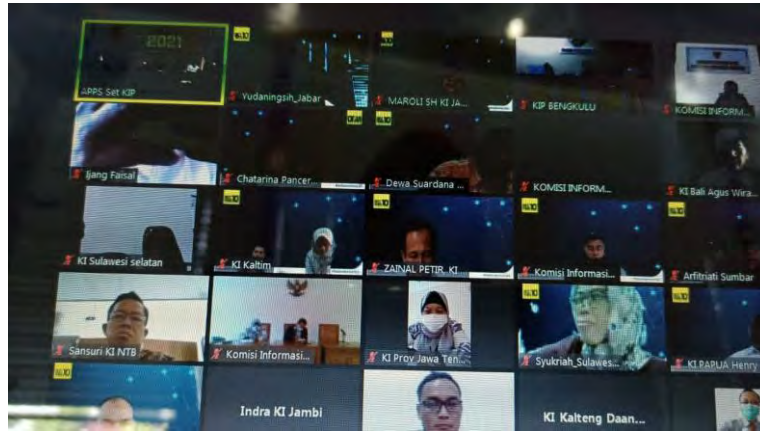 2021
APPS Set KIP
Yudaningsih_Jabar
MAROLI SH KI JA...
KIP BENGKULU
KOMISI INFORM...
Ijang Faisal
Chatarina Pancer...
Dewa Suardana ...
KOMISI INFORM...
KI Bali Agus Wira...
KI Sulawesi selatan
KI Kaltim
ZAINAL PETIR_KI
Komisi Informasi...
Arfitriati Sumbar
Sansuri KI NTB
Komisi Informasi...
KI Prov Jawa Ten...
Syukriah_Sulawes...
KI PAPUA Henry
Indra KI Jambi
KI Kalteng Daan...